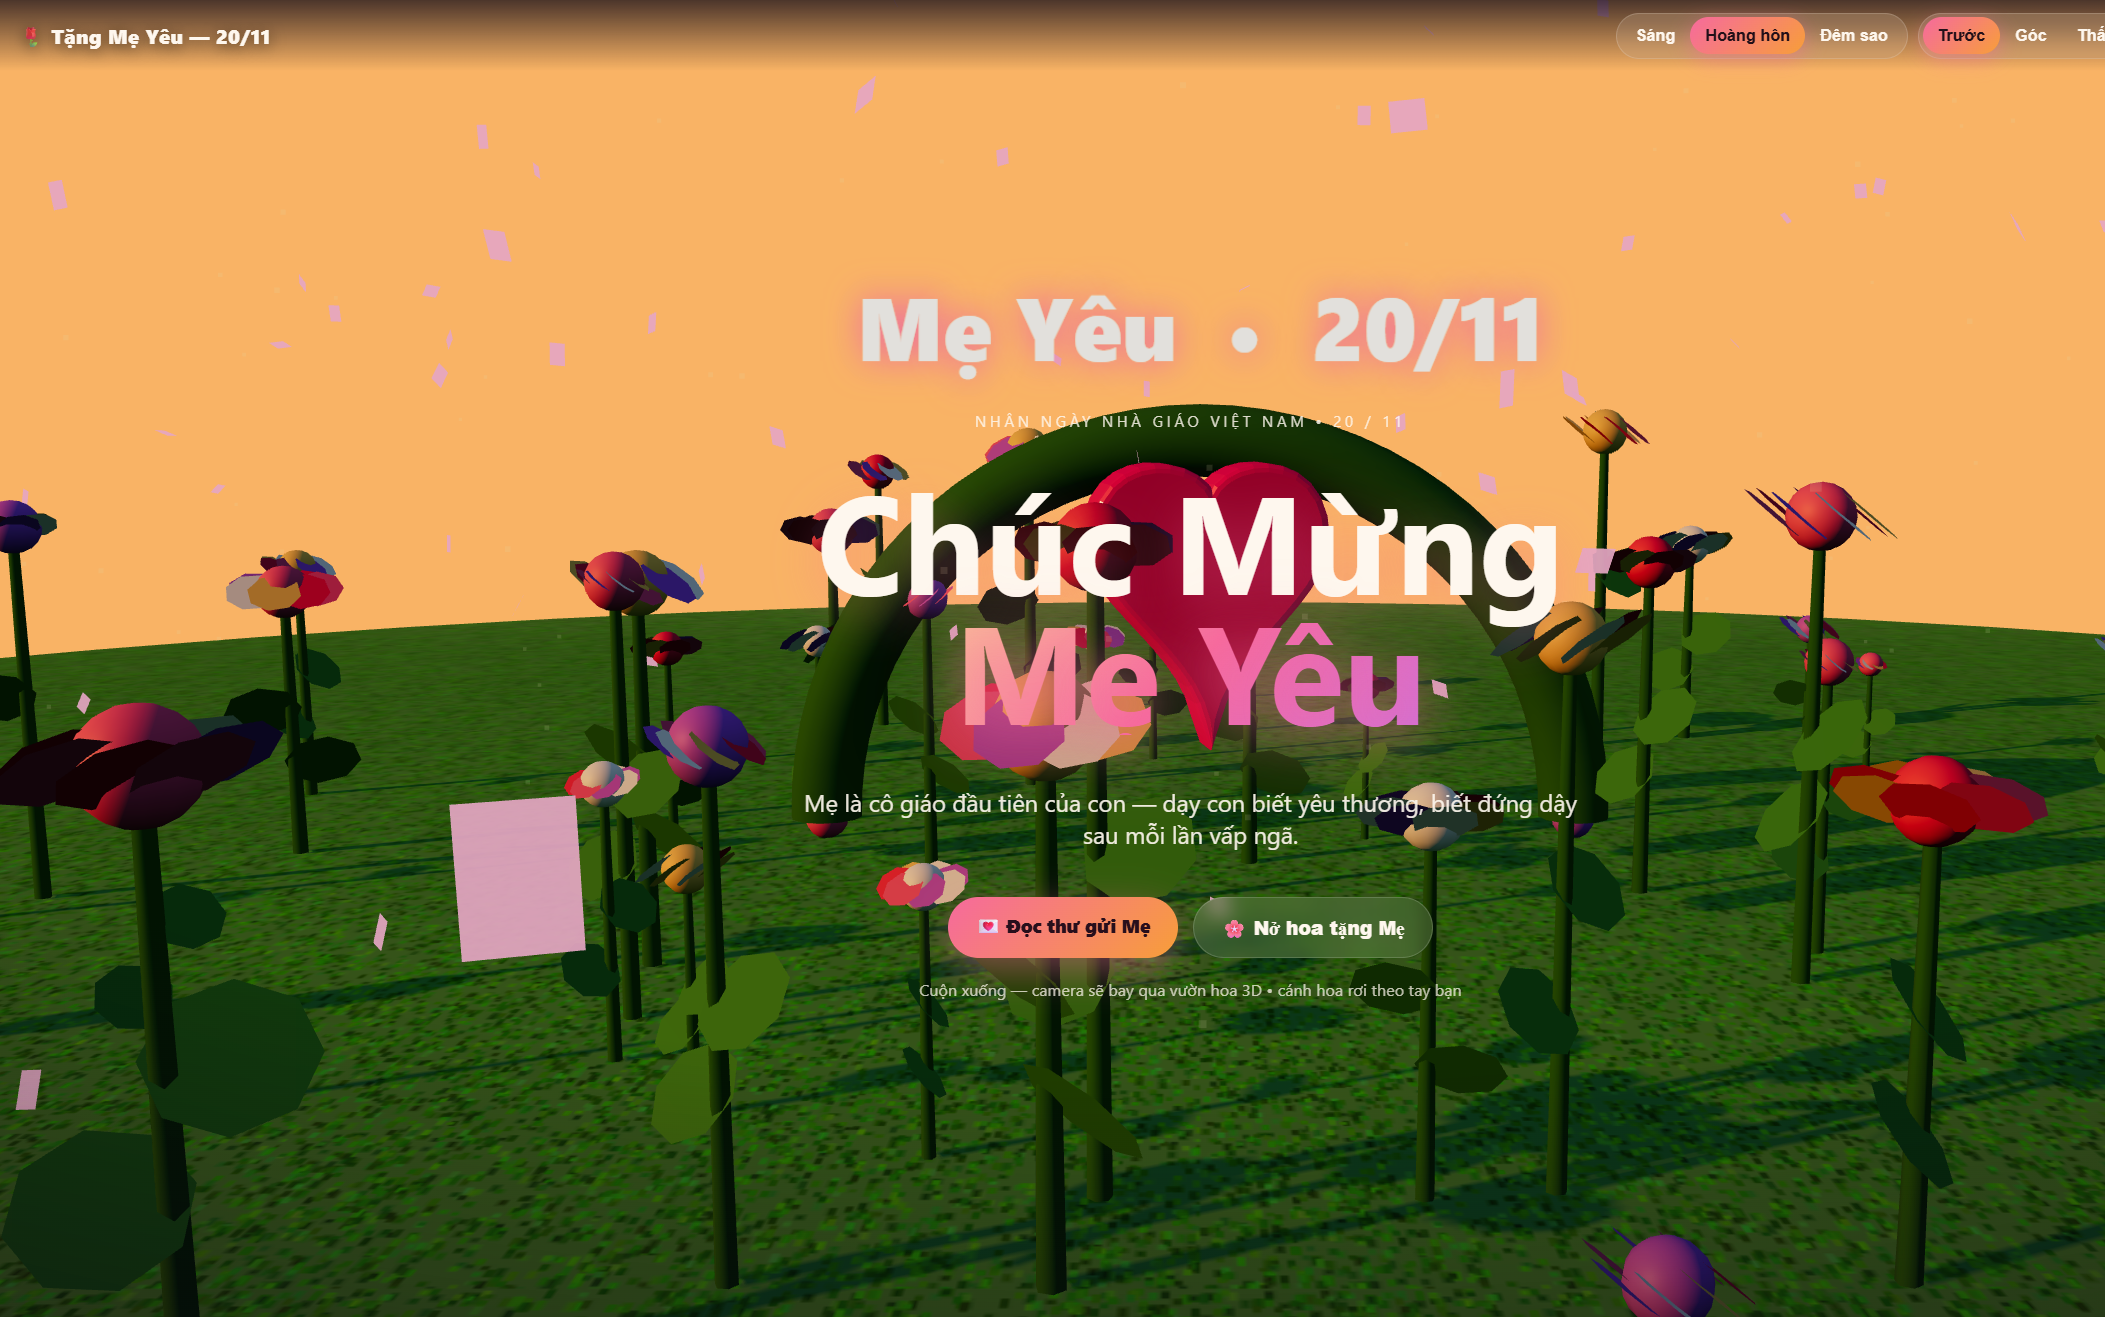 Tặng Mẹ Yêu — 20/11
Sáng Hoàng hôn Đêm sao Trước Góc
Mẹ Yêu • 20/11
NHÂN NGÀY NHÀ GIÁO VIỆT NAM • 20 / 11
Chúc Mừng
Mẹ Yêu
Mẹ là cô giáo đầu tiên của con — dạy con biết yêu thương, biết đứng dậy
sau mỗi lần vấp ngã.
💌 Đọc thư gửi Mẹ
🌸 Nở hoa tặng Mẹ
Cuộn xuống — camera sẽ bay qua vườn hoa 3D • cánh hoa rơi theo tay bạn